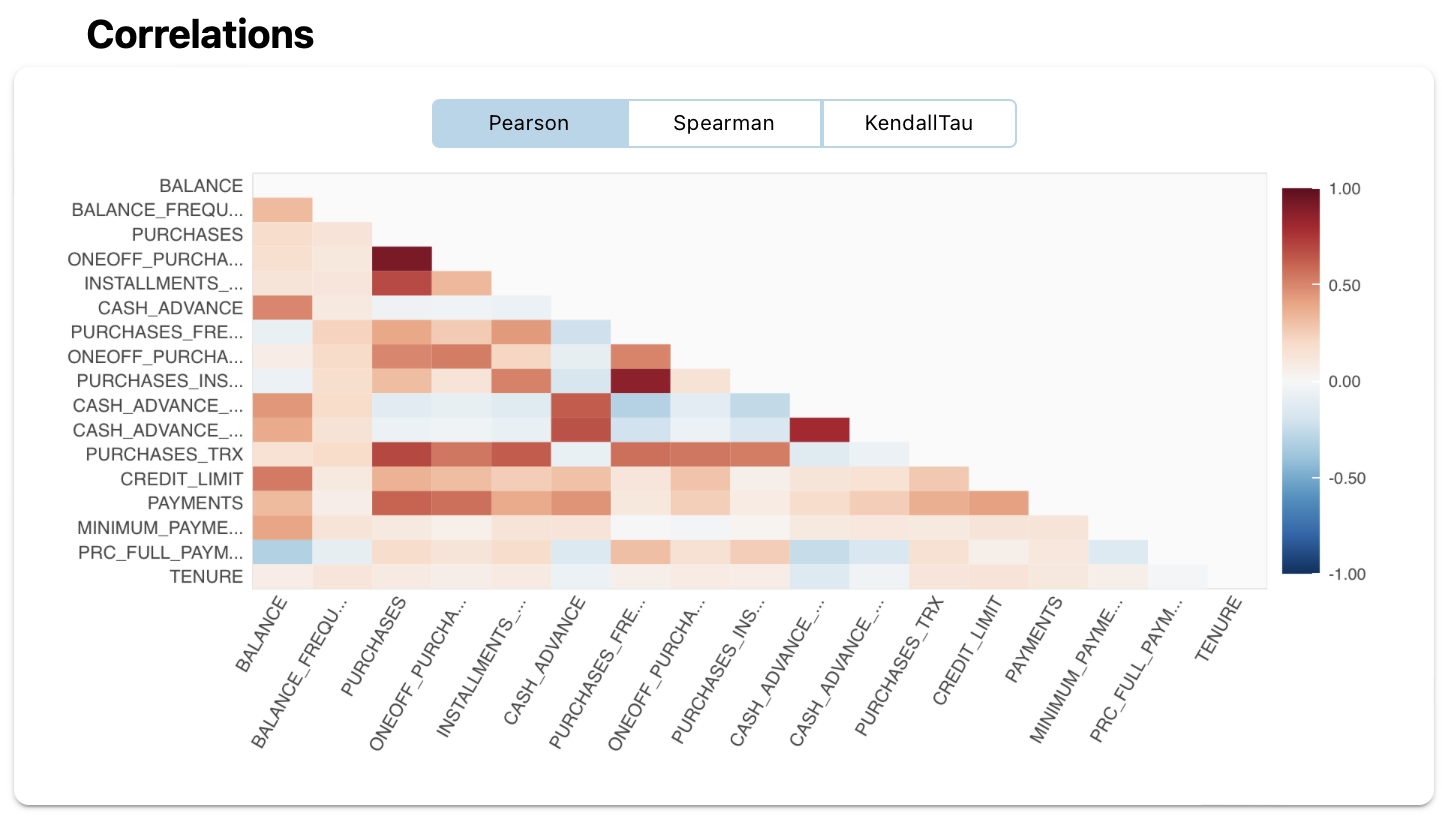 Correlations
Pearson Spearman KendallTau
BALANCE
BALANCE_FREQU...
PURCHASES
ONEOFF_PURCHA...
INSTALLMENTS_...
CASH_ADVANCE
PURCHASES_FRE...
ONEOFF_PURCHA...
PURCHASES_INS...
CASH_ADVANCE_...
CASH_ADVANCE_...
PURCHASES_TRX
CREDIT_LIMIT
PAYMENTS
MINIMUM_PAYME...
PRC_FULL_PAYM...
TENURE
BALANCE
BALANCE_FREQU...
PURCHASES
ONEOFF_PURCHA...
INSTALLMENTS_...
CASH_ADVANCE
PURCHASES_FRE...
ONEOFF_PURCHA...
PURCHASES_INS...
CASH_ADVANCE_...
CASH_ADVANCE_...
PURCHASES_TRX
CREDIT_LIMIT
PAYMENTS
MINIMUM_PAYME...
PRC_FULL_PAYM...
TENURE
1.00
0.50
0.00
-0.50
-1.00